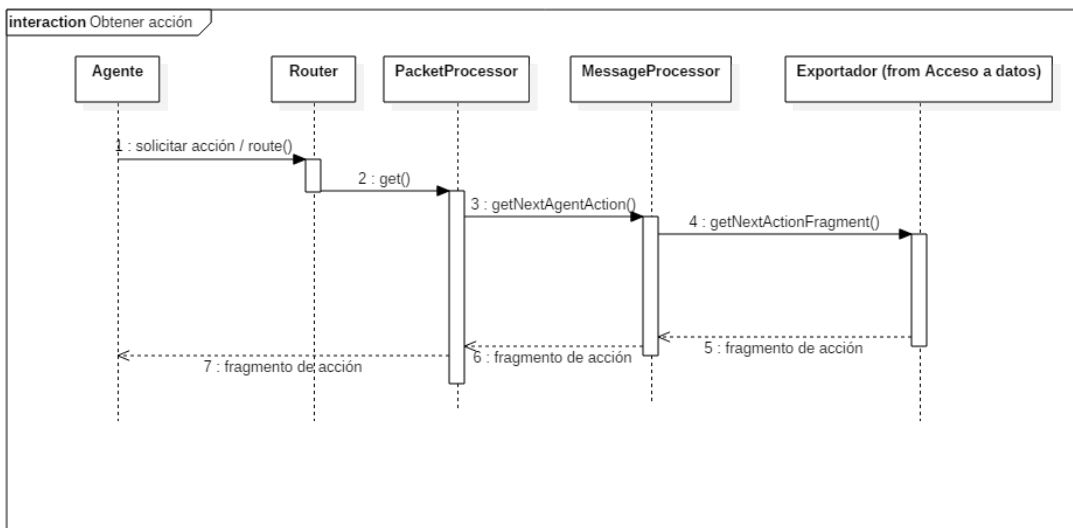 interaction Obtener acción
Agente
Router
PacketProcessor
MessageProcessor
Exportador (from Acceso a datos)
1 : solicitar acción / route()
2 : get()
3 : getNextAgentAction()
4 : getNextActionFragment()
5 : fragmento de acción
6 : fragmento de acción
7 : fragmento de acción